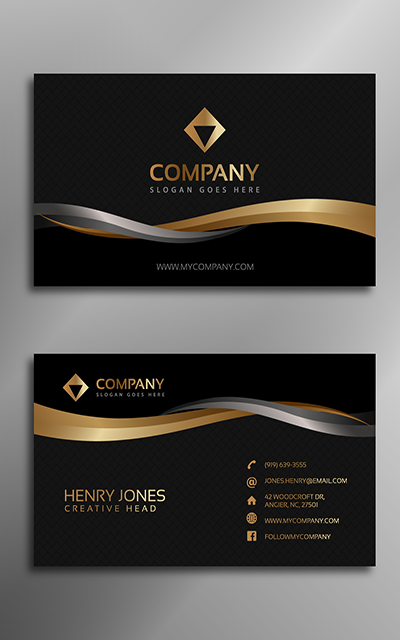 COMPANY
SLOGAN GOES HERE
WWW.MYCOMPANY.COM
COMPANY
SLOGAN GOES HERE
HENRY JONES
CREATIVE HEAD
(919) 639-3555
@ JONES.HENRY@EMAIL.COM
42 WOODCROFT DR,
ANGIER, NC, 27501
WWW.MYCOMPANY.COM
FOLLOWMYCOMPANY